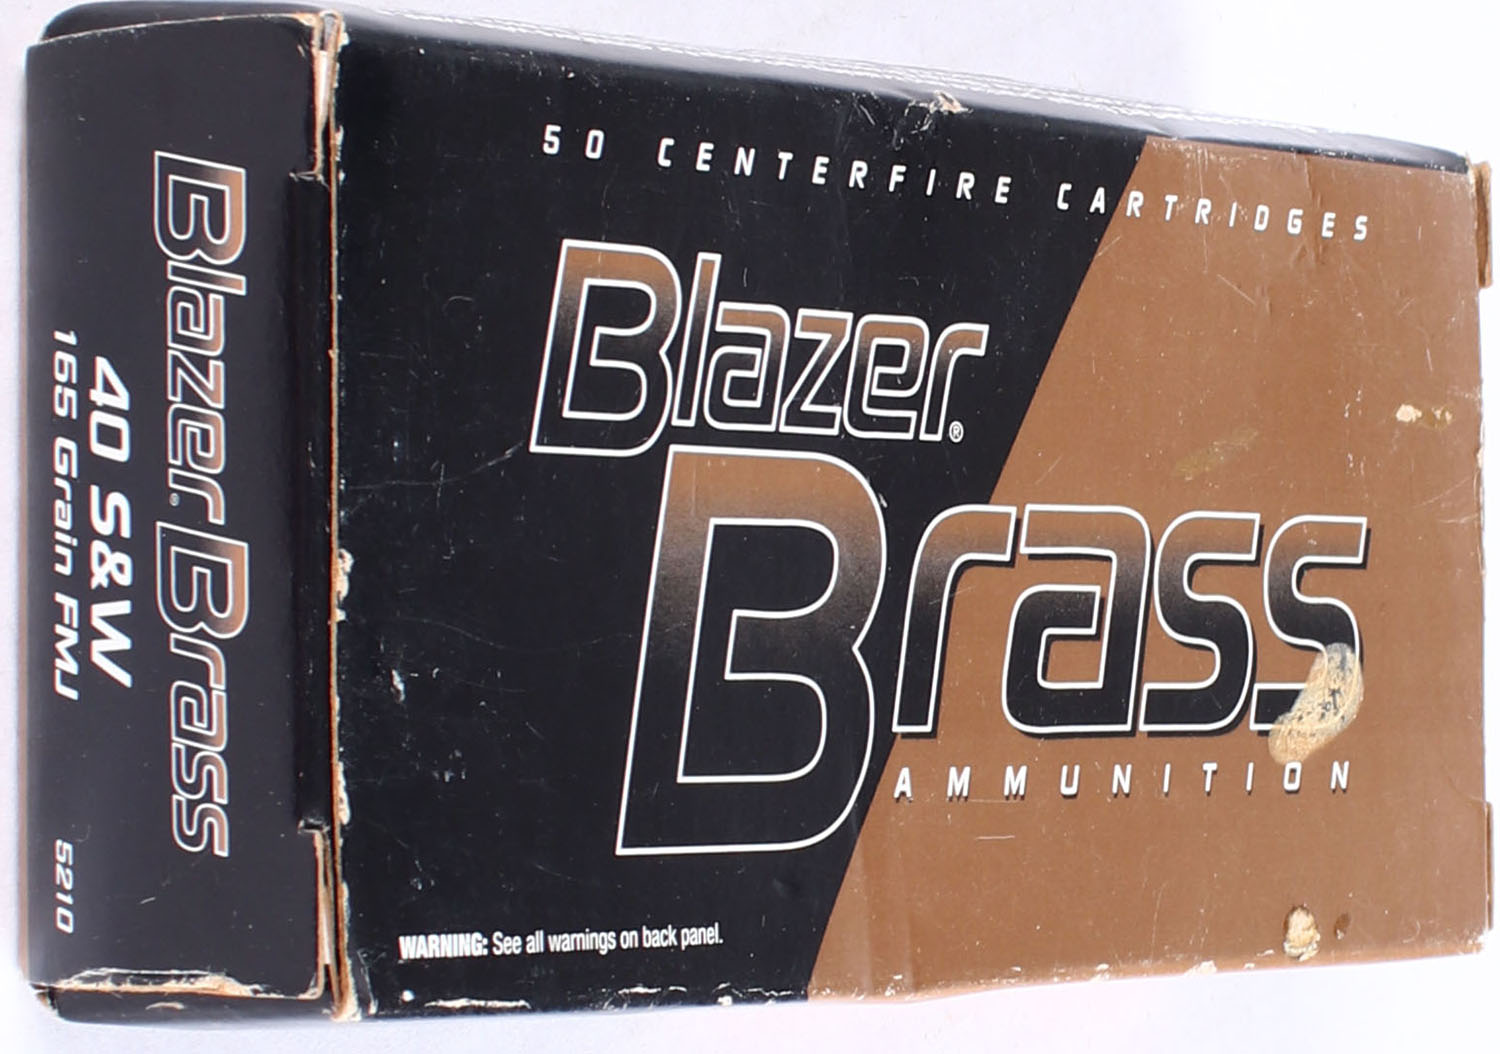 50 CENTERFIRE CARTRIDGES
Blazer®
Brass
AMMUNITION
WARNING: See all warnings on back panel.
Blazer® Brass
40 S&W
165 Grain FMJ
5210